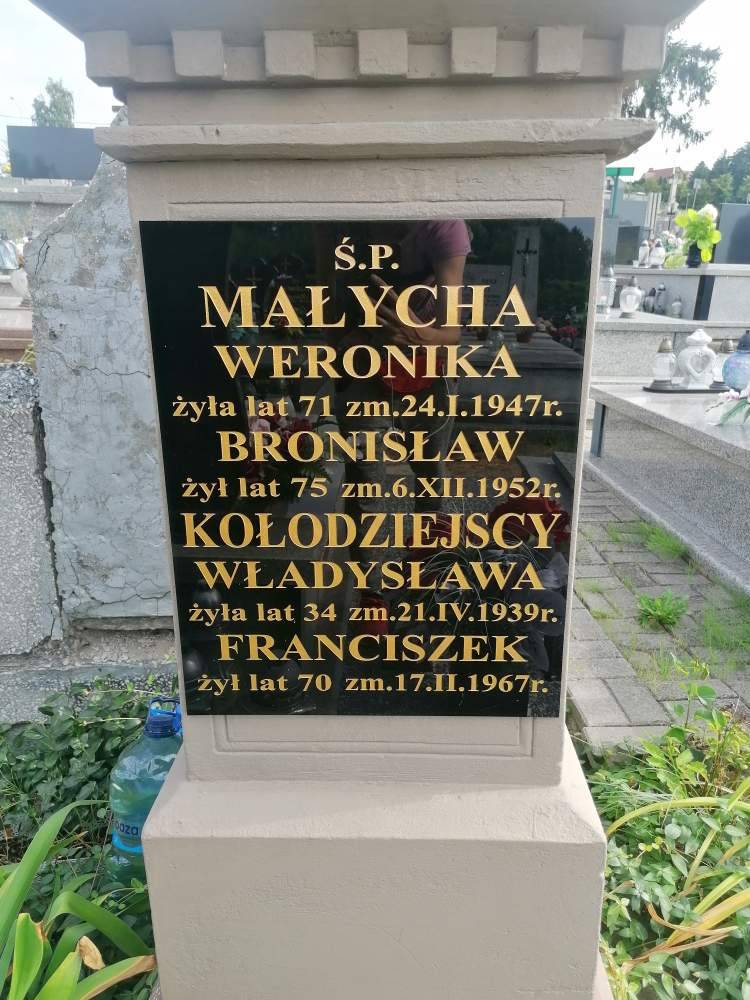 Ś.P.
MAŁYCHA
WERONIKA
żyła lat 71 zm.24.I.1947r.
BRONISŁAW
żył lat 75 zm.6.XII.1952r.
KOŁODZIEJSCY
WŁADYSŁAWA
żyła lat 34 zm.21.IV.1939r.
FRANCISZEK
żył lat 70 zm.17.II.1967r.